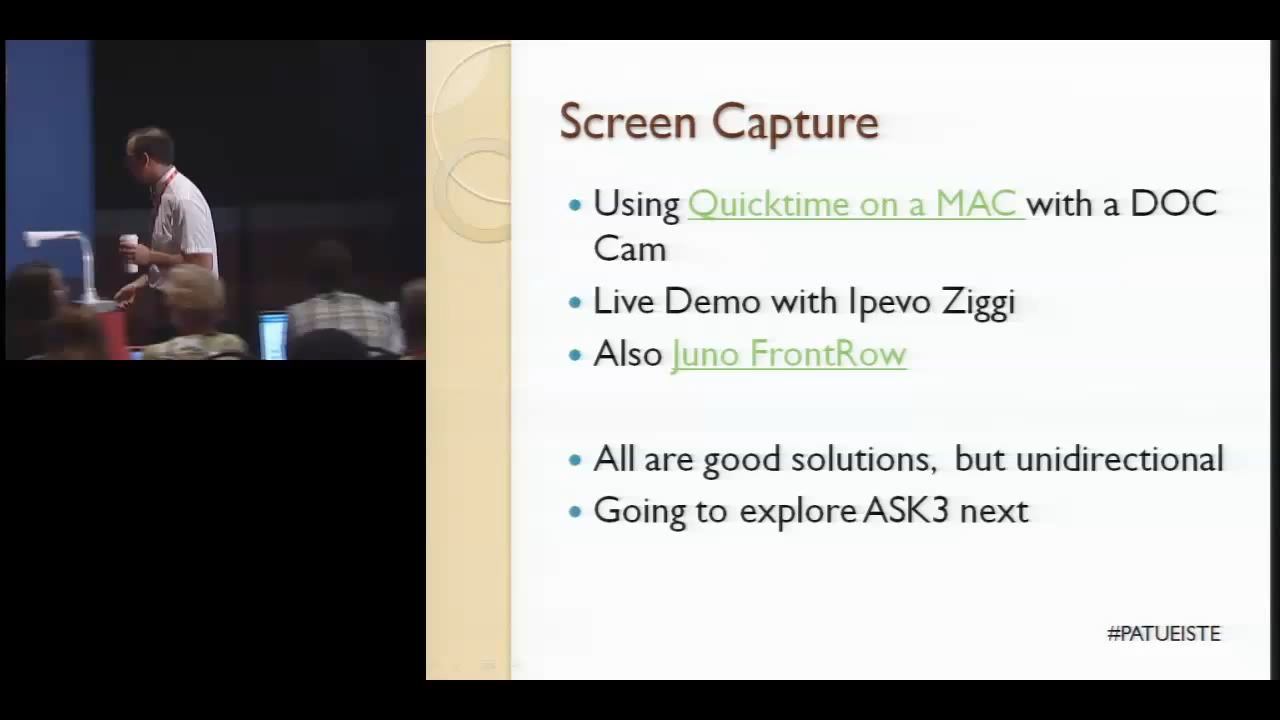 Screen Capture
Using Quicktime on a MAC with a DOC
Cam
Live Demo with Ipevo Ziggi
Also Juno FrontRow
All are good solutions,  but unidirectional
Going to explore ASK3 next
#PATUEISTE